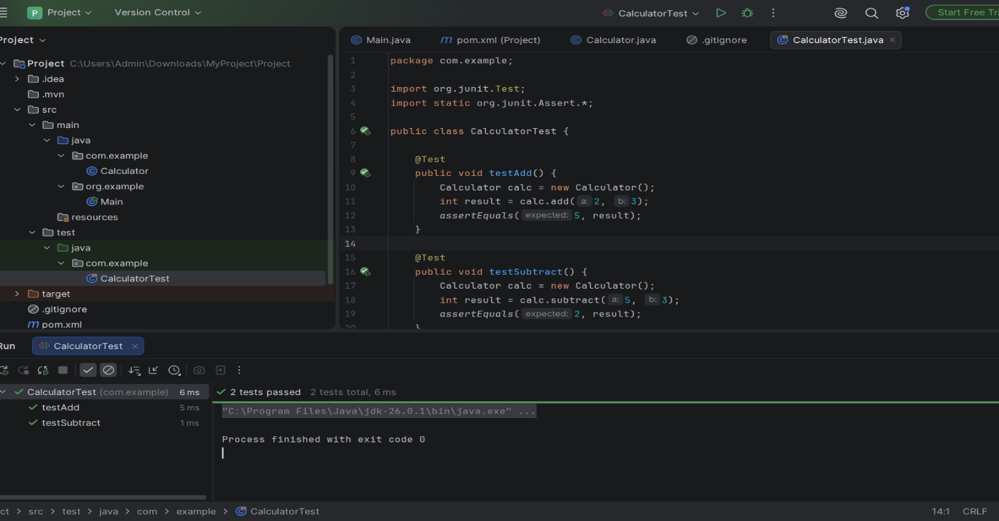 P Project Version Control CalculatorTest Start Free Tri
Project
Project C:\Users\Admin\Downloads\MyProject\Project
.idea
.mvn
src
main
java
com.example
Calculator
org.example
Main
resources
test
java
com.example
CalculatorTest
target
.gitignore
m pom.xml
Main.java m pom.xml (Project) Calculator.java .gitignore CalculatorTest.java
1 package com.example;
2
3 import org.junit.Test;
4 import static org.junit.Assert.*;
5
6 public class CalculatorTest {
7
8 @Test
9 public void testAdd() {
10 Calculator calc = new Calculator();
11 int result = calc.add( a: 2, b: 3);
12 assertEquals( expected: 5, result);
13 }
14
15 @Test
16 public void testSubtract() {
17 Calculator calc = new Calculator();
18 int result = calc.subtract( a: 5, b: 3);
19 assertEquals( expected: 2, result);
20 }
Run CalculatorTest
CalculatorTest (com.example) 6 ms
testAdd 5 ms
testSubtract 1 ms
2 tests passed 2 tests total, 6 ms
"C:\Program Files\Java\jdk-26.0.1\bin\java.exe" ...
Process finished with exit code 0
ct > src > test > java > com > example > CalculatorTest 14:1 CRLF